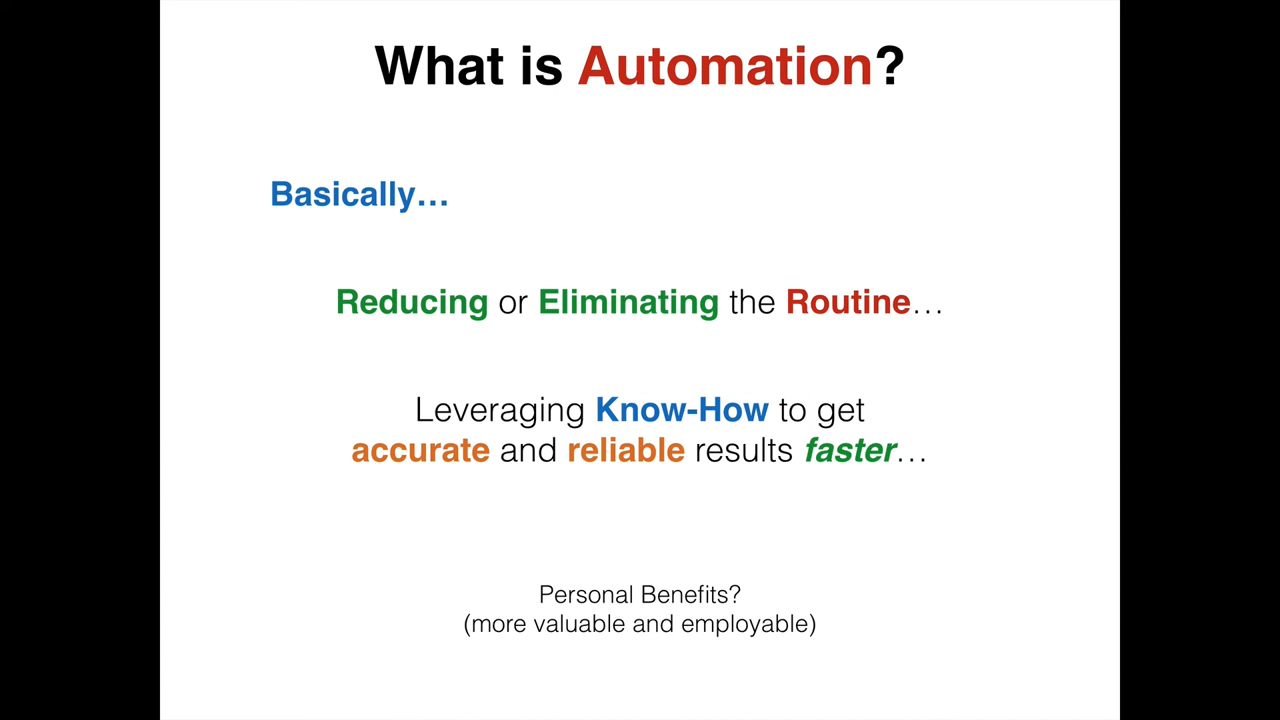 What is Automation?
Basically…
Reducing or Eliminating the Routine…
Leveraging Know-How to get
accurate and reliable results faster…
Personal Benefits?
(more valuable and employable)